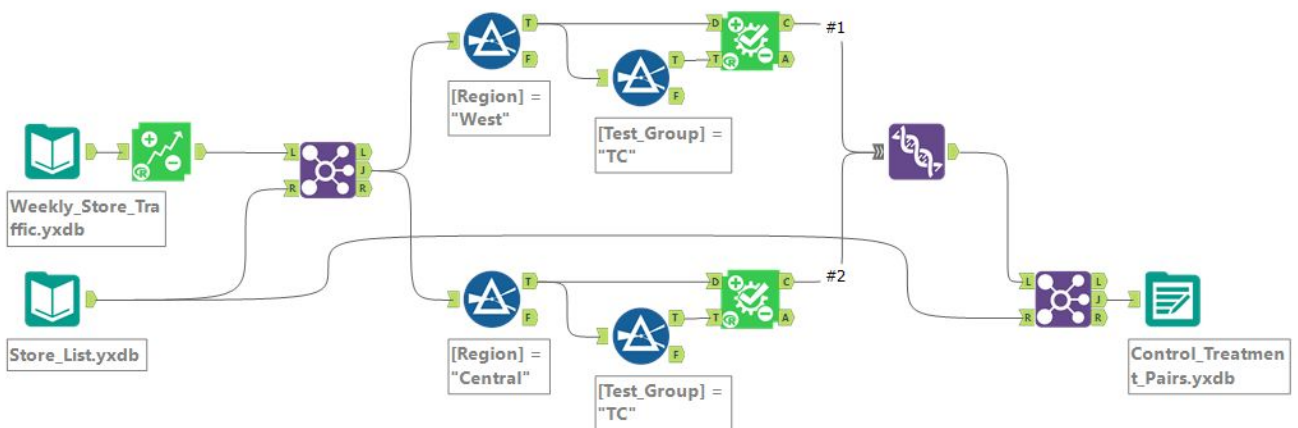 T
F
[Region] =
"West"
D
T
C
A
#1
T
F
[Test_Group] =
"TC"
Weekly_Store_Tra
ffic.yxdb
L
R
L
J
R
Store_List.yxdb
T
F
[Region] =
"Central"
D
T
C
A
#2
T
F
[Test_Group] =
"TC"
L
R
L
J
R
Control_Treatmen
t_Pairs.yxdb